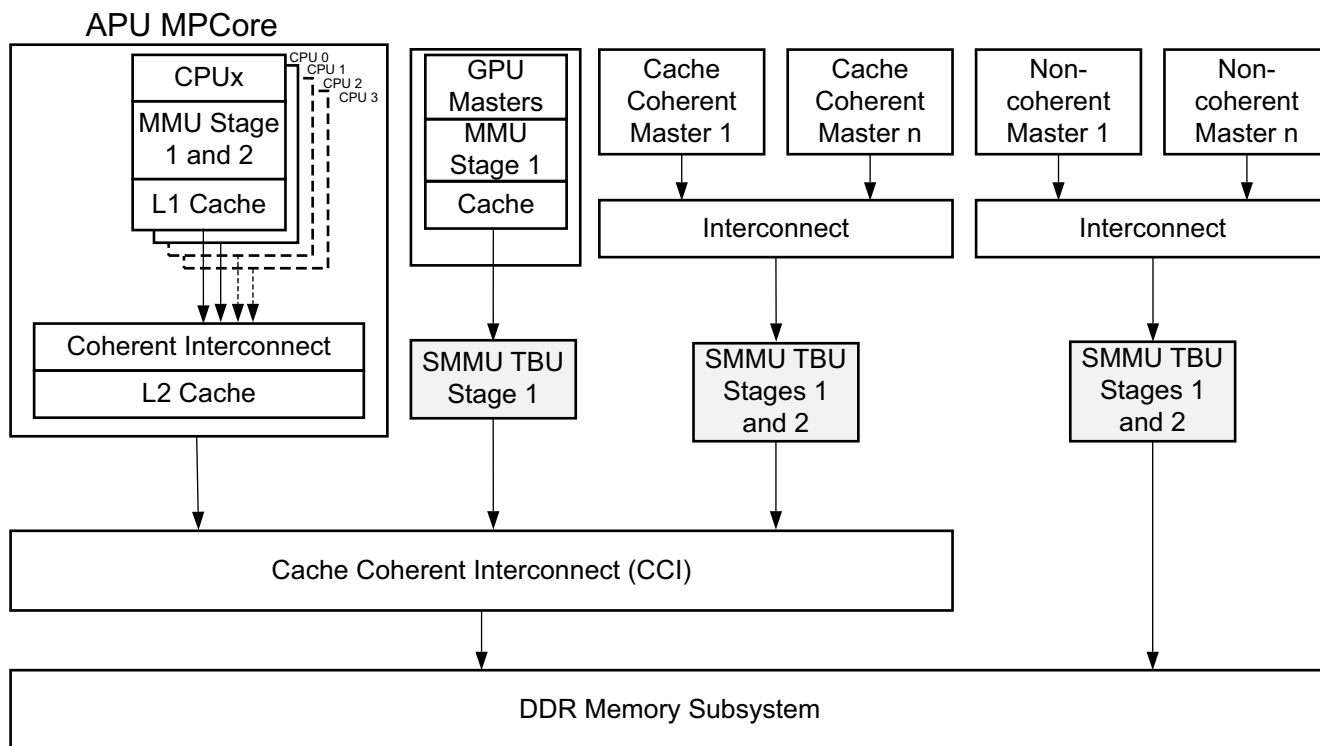 APU MPCore
CPUx
MMU Stage
1 and 2
L1 Cache
CPU 0
CPU 1
CPU 2
CPU 3
Coherent Interconnect
L2 Cache
GPU
Masters
MMU
Stage 1
Cache
Cache
Coherent
Master 1
Cache
Coherent
Master n
Non-
coherent
Master 1
Non-
coherent
Master n
Interconnect
Interconnect
SMMU TBU
Stage 1
SMMU TBU
Stages 1
and 2
SMMU TBU
Stages 1
and 2
Cache Coherent Interconnect (CCI)
DDR Memory Subsystem